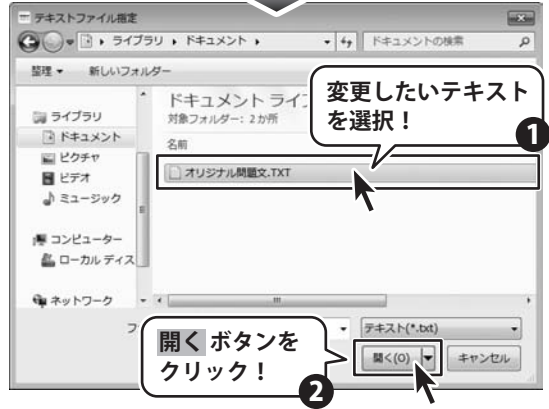 テキストファイル指定
ライブラリ ▸ ドキュメント ▸
ドキュメントの検索
整理 ▼ 新しいフォルダー
ライブラリ
ドキュメント
ピクチャ
ビデオ
ミュージック
コンピューター
ローカル ディス
ネットワーク
ドキュメント ライブ
対象フォルダー: 2か所
名前
オリジナル問題文.TXT
変更したいテキスト
を選択！
1
テキスト(*.txt)
開く(O)
キャンセル
開く ボタンを
クリック！
2